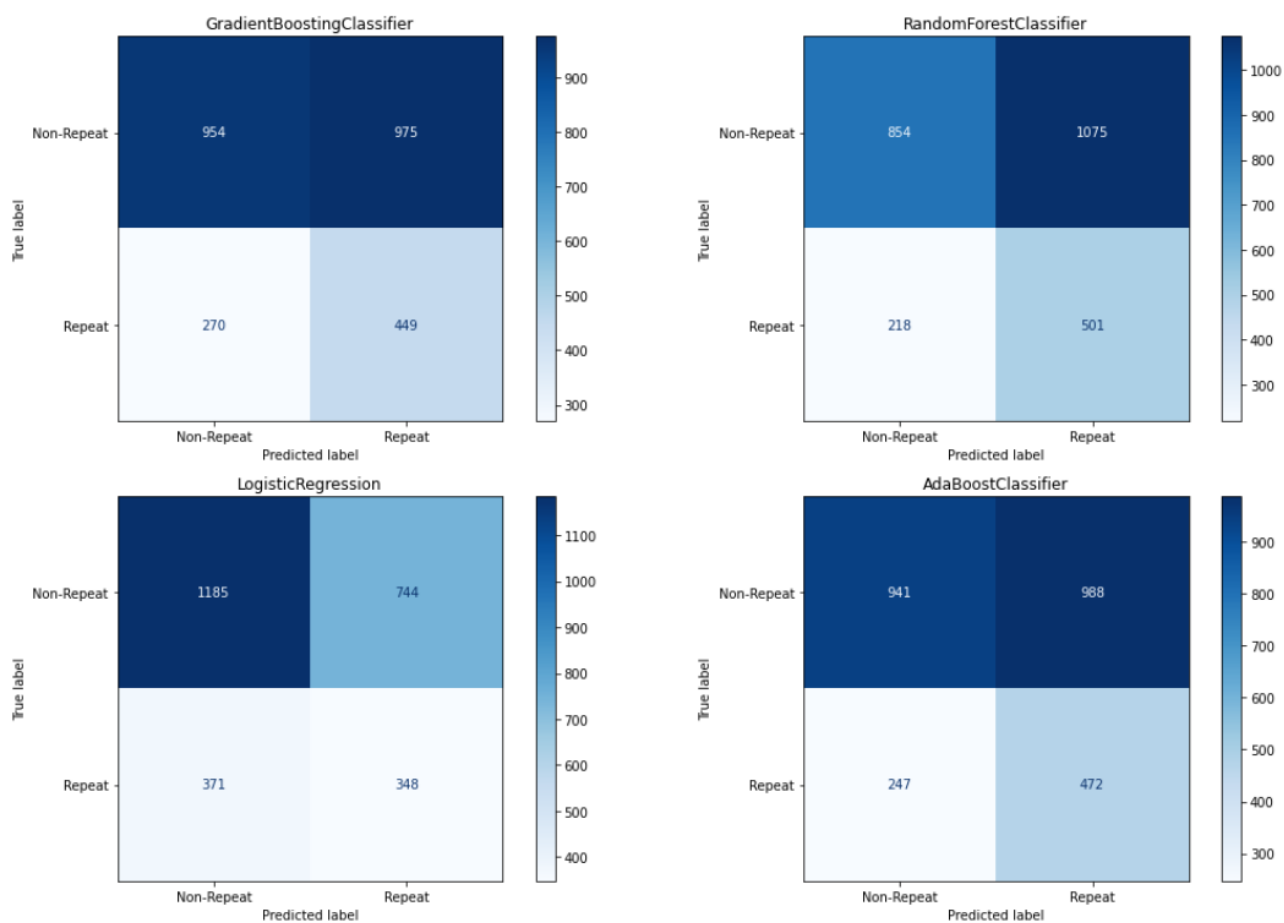 GradientBoostingClassifier
Non-Repeat
Repeat
True label
954
975
270
449
Non-Repeat
Repeat
Predicted label
900
800
700
600
500
400
300
RandomForestClassifier
Non-Repeat
Repeat
True label
854
1075
218
501
Non-Repeat
Repeat
Predicted label
1000
900
800
700
600
500
400
300
LogisticRegression
Non-Repeat
Repeat
True label
1185
744
371
348
Non-Repeat
Repeat
Predicted label
1100
1000
900
800
700
600
500
400
AdaBoostClassifier
Non-Repeat
Repeat
True label
941
988
247
472
Non-Repeat
Repeat
Predicted label
900
800
700
600
500
400
300